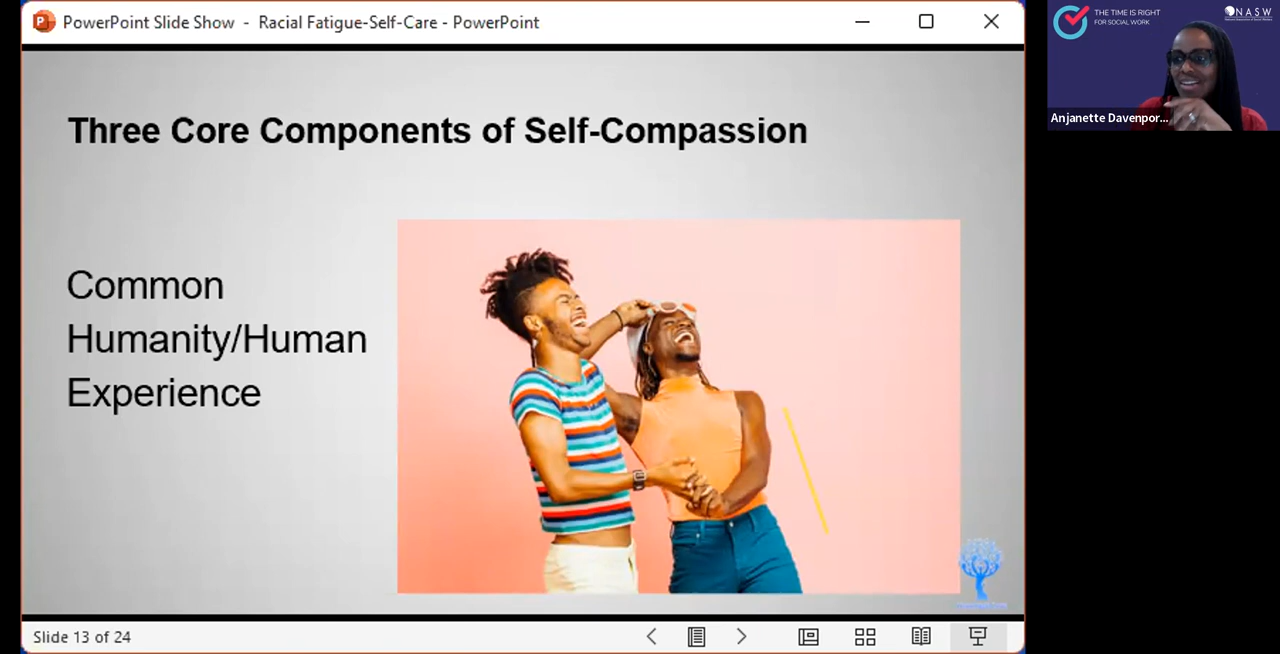 PowerPoint Slide Show - Racial Fatigue-Self-Care - PowerPoint
Three Core Components of Self-Compassion
Common
Humanity/Human
Experience
Slide 13 of 24
THE TIME IS RIGHT
FOR SOCIAL WORK
NASW
Anjanette Davenpor...